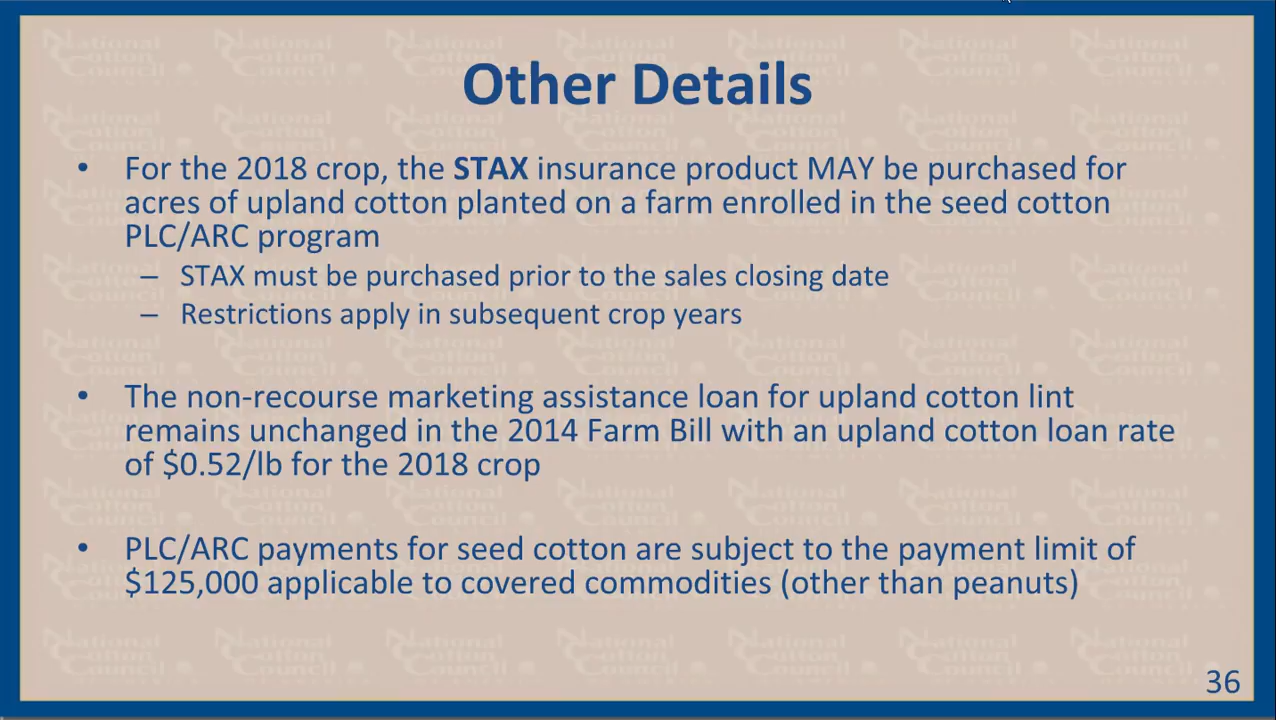 Other Details
• For the 2018 crop, the STAX insurance product MAY be purchased for
acres of upland cotton planted on a farm enrolled in the seed cotton
PLC/ARC program
– STAX must be purchased prior to the sales closing date
– Restrictions apply in subsequent crop years
• The non-recourse marketing assistance loan for upland cotton lint
remains unchanged in the 2014 Farm Bill with an upland cotton loan rate
of $0.52/lb for the 2018 crop
• PLC/ARC payments for seed cotton are subject to the payment limit of
$125,000 applicable to covered commodities (other than peanuts)
36